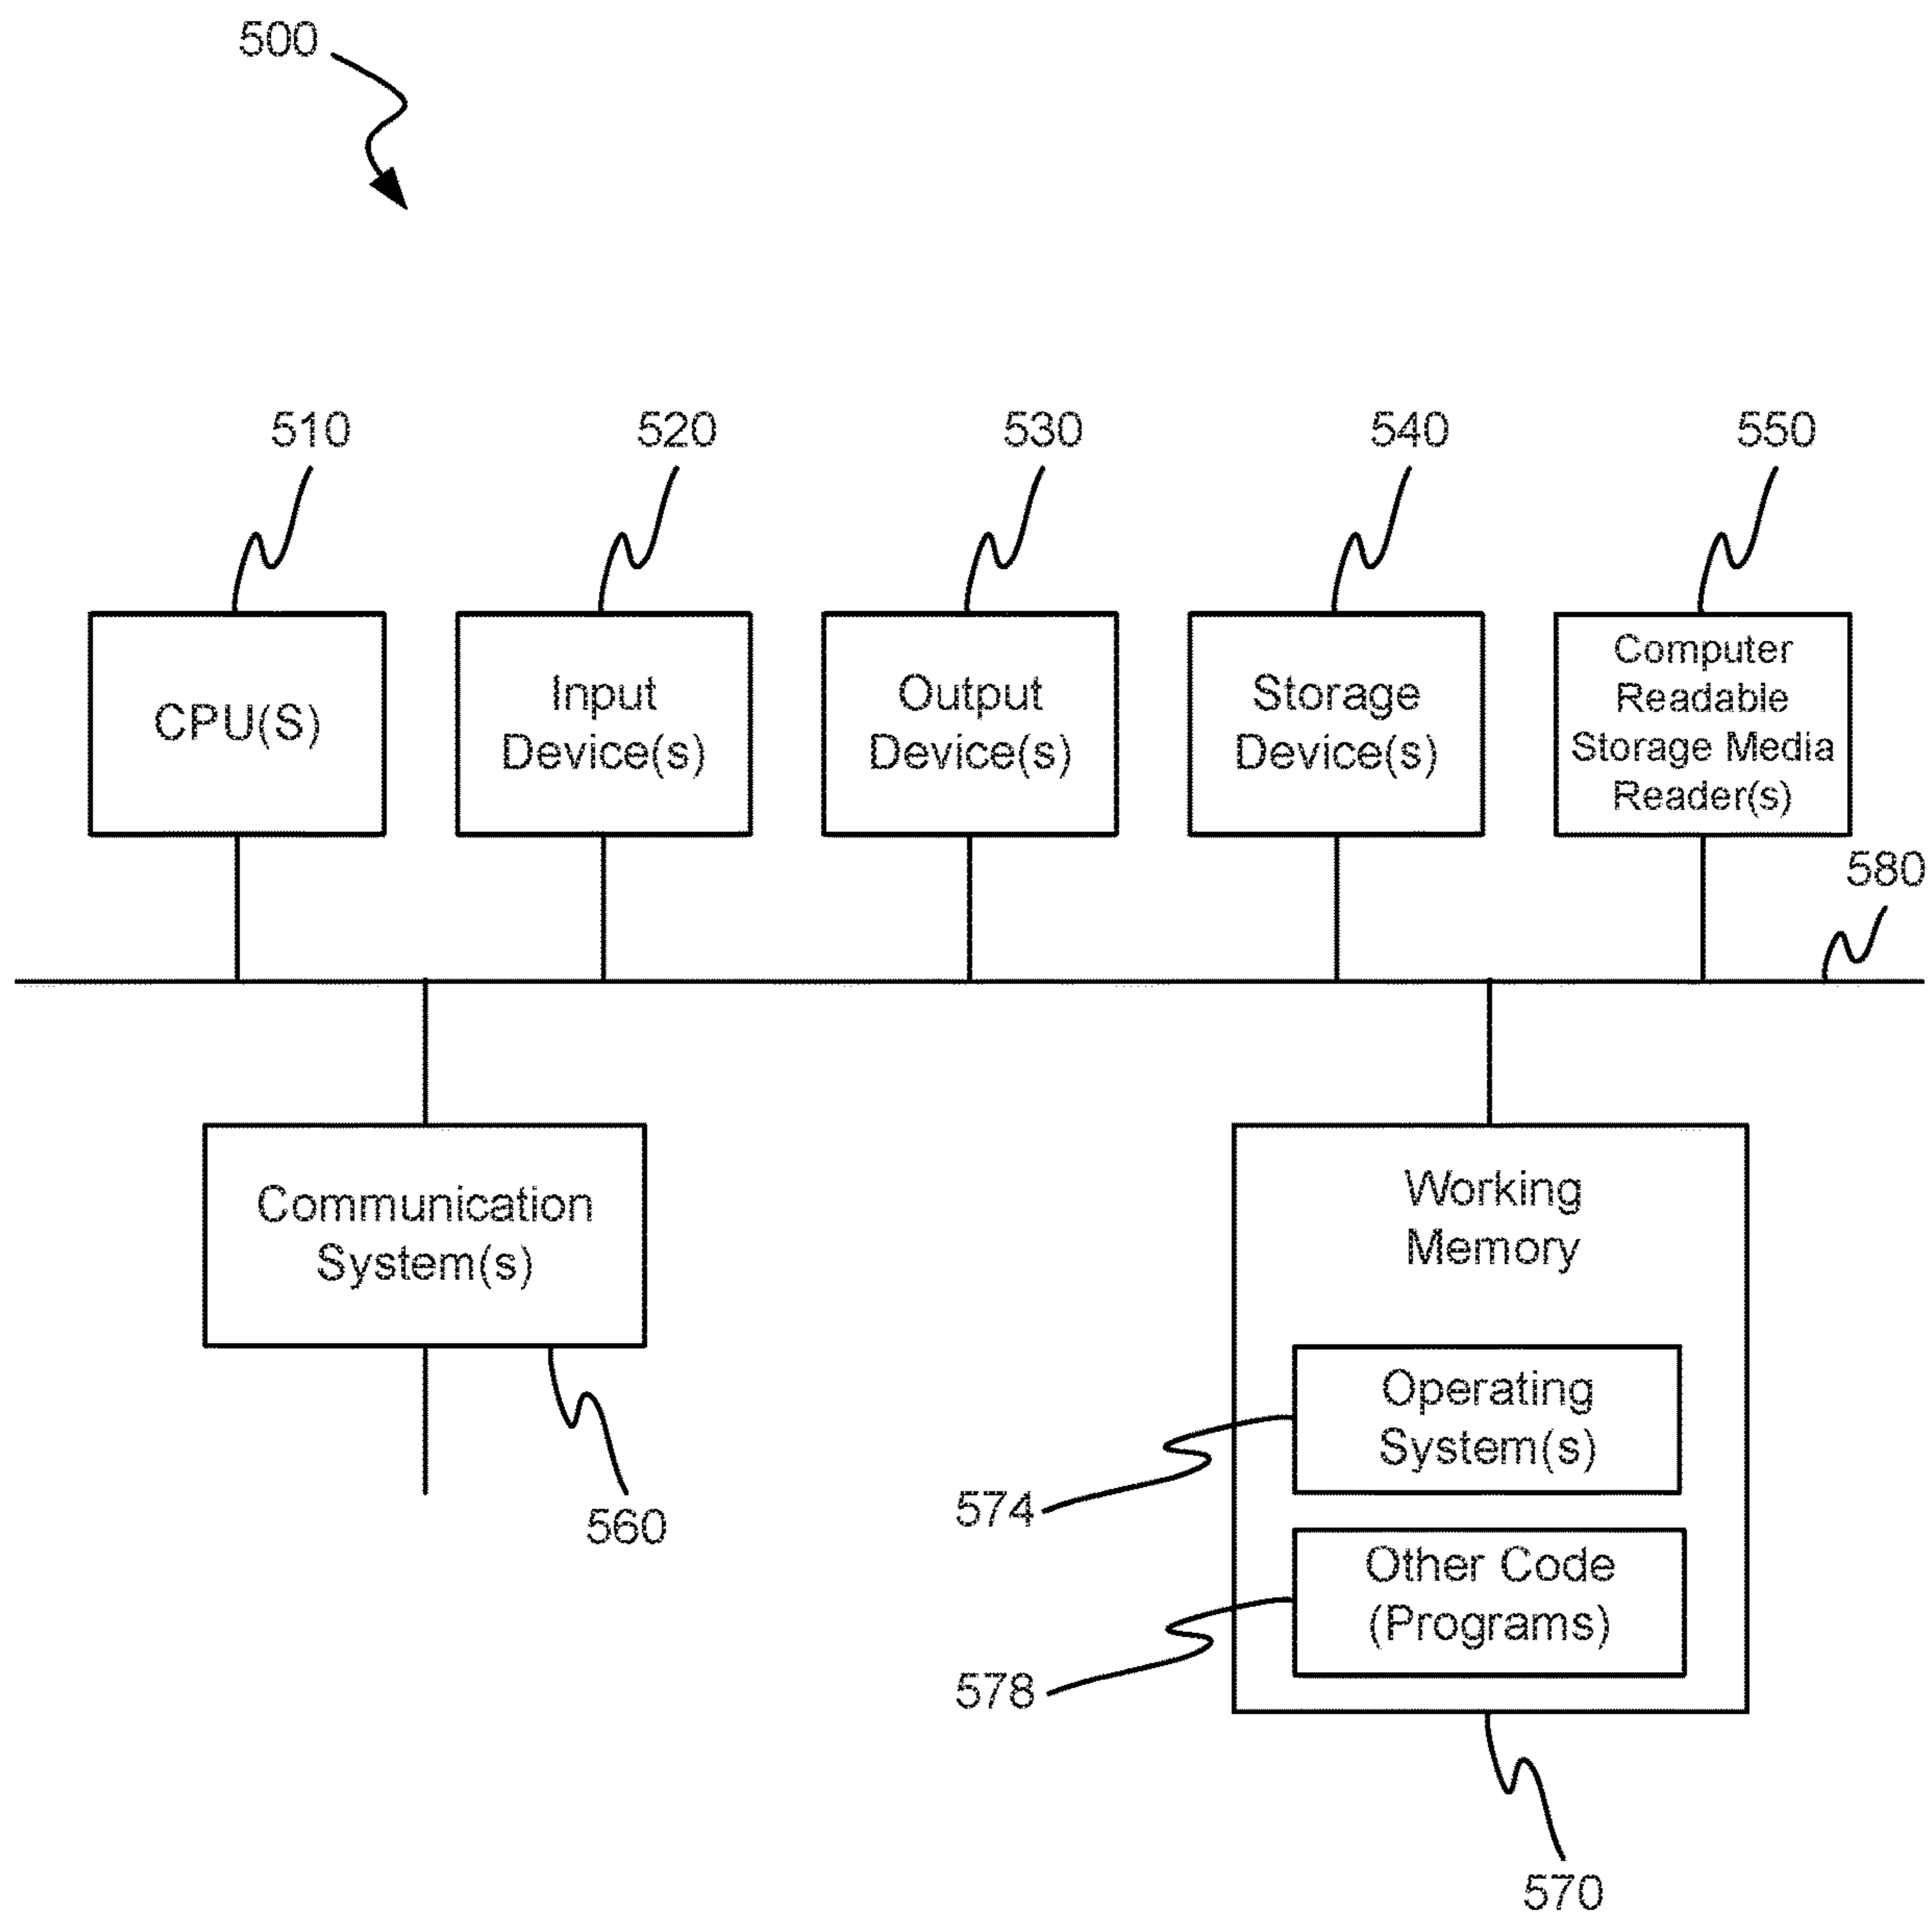 500
510
520
530
540
550
CPU(S)
Input
Device(s)
Output
Device(s)
Storage
Device(s)
Computer
Readable
Storage Media
Reader(s)
580
Communication
System(s)
560
Working
Memory
Operating
System(s)
574
Other Code
(Programs)
578
570